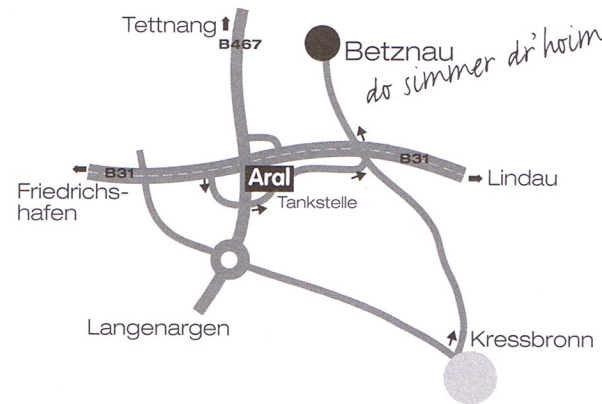 Tettnang
B467
Betznau
do simmer dr'hoim
B31
B31
Friedrichs-
hafen
Aral
Tankstelle
Lindau
Langenargen
Kressbronn